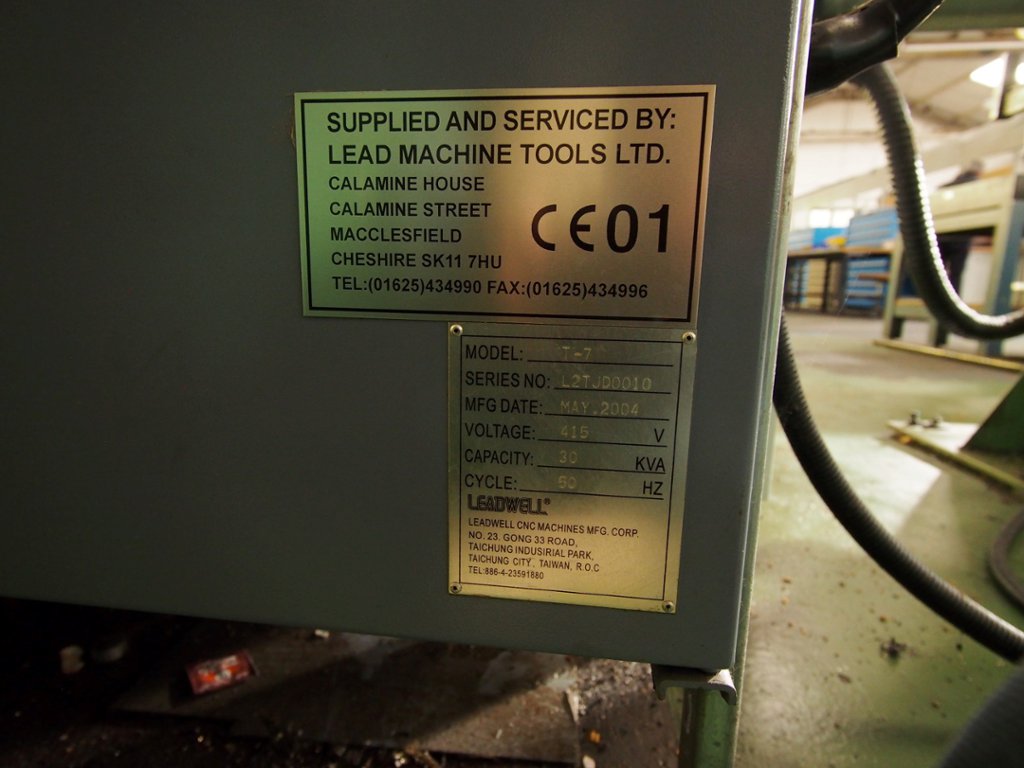 SUPPLIED AND SERVICED BY:
LEAD MACHINE TOOLS LTD.
CALAMINE HOUSE
CALAMINE STREET
MACCLESFIELD
CHESHIRE SK11 7HU
CE01
TEL:(01625)434990 FAX:(01625)434996
MODEL: T-7
SERIES NO: L2TJD0010
MFG DATE: MAY.2004
VOLTAGE: 415 V
CAPACITY: 30 KVA
CYCLE: 50 HZ
LEADWELL®
LEADWELL CNC MACHINES MFG. CORP.
NO. 23, GONG 33 ROAD,
TAICHUNG INDUSIRIAL PARK,
TAICHUNG CITY, TAIWAN, R.O.C
TEL:886-4-23591880